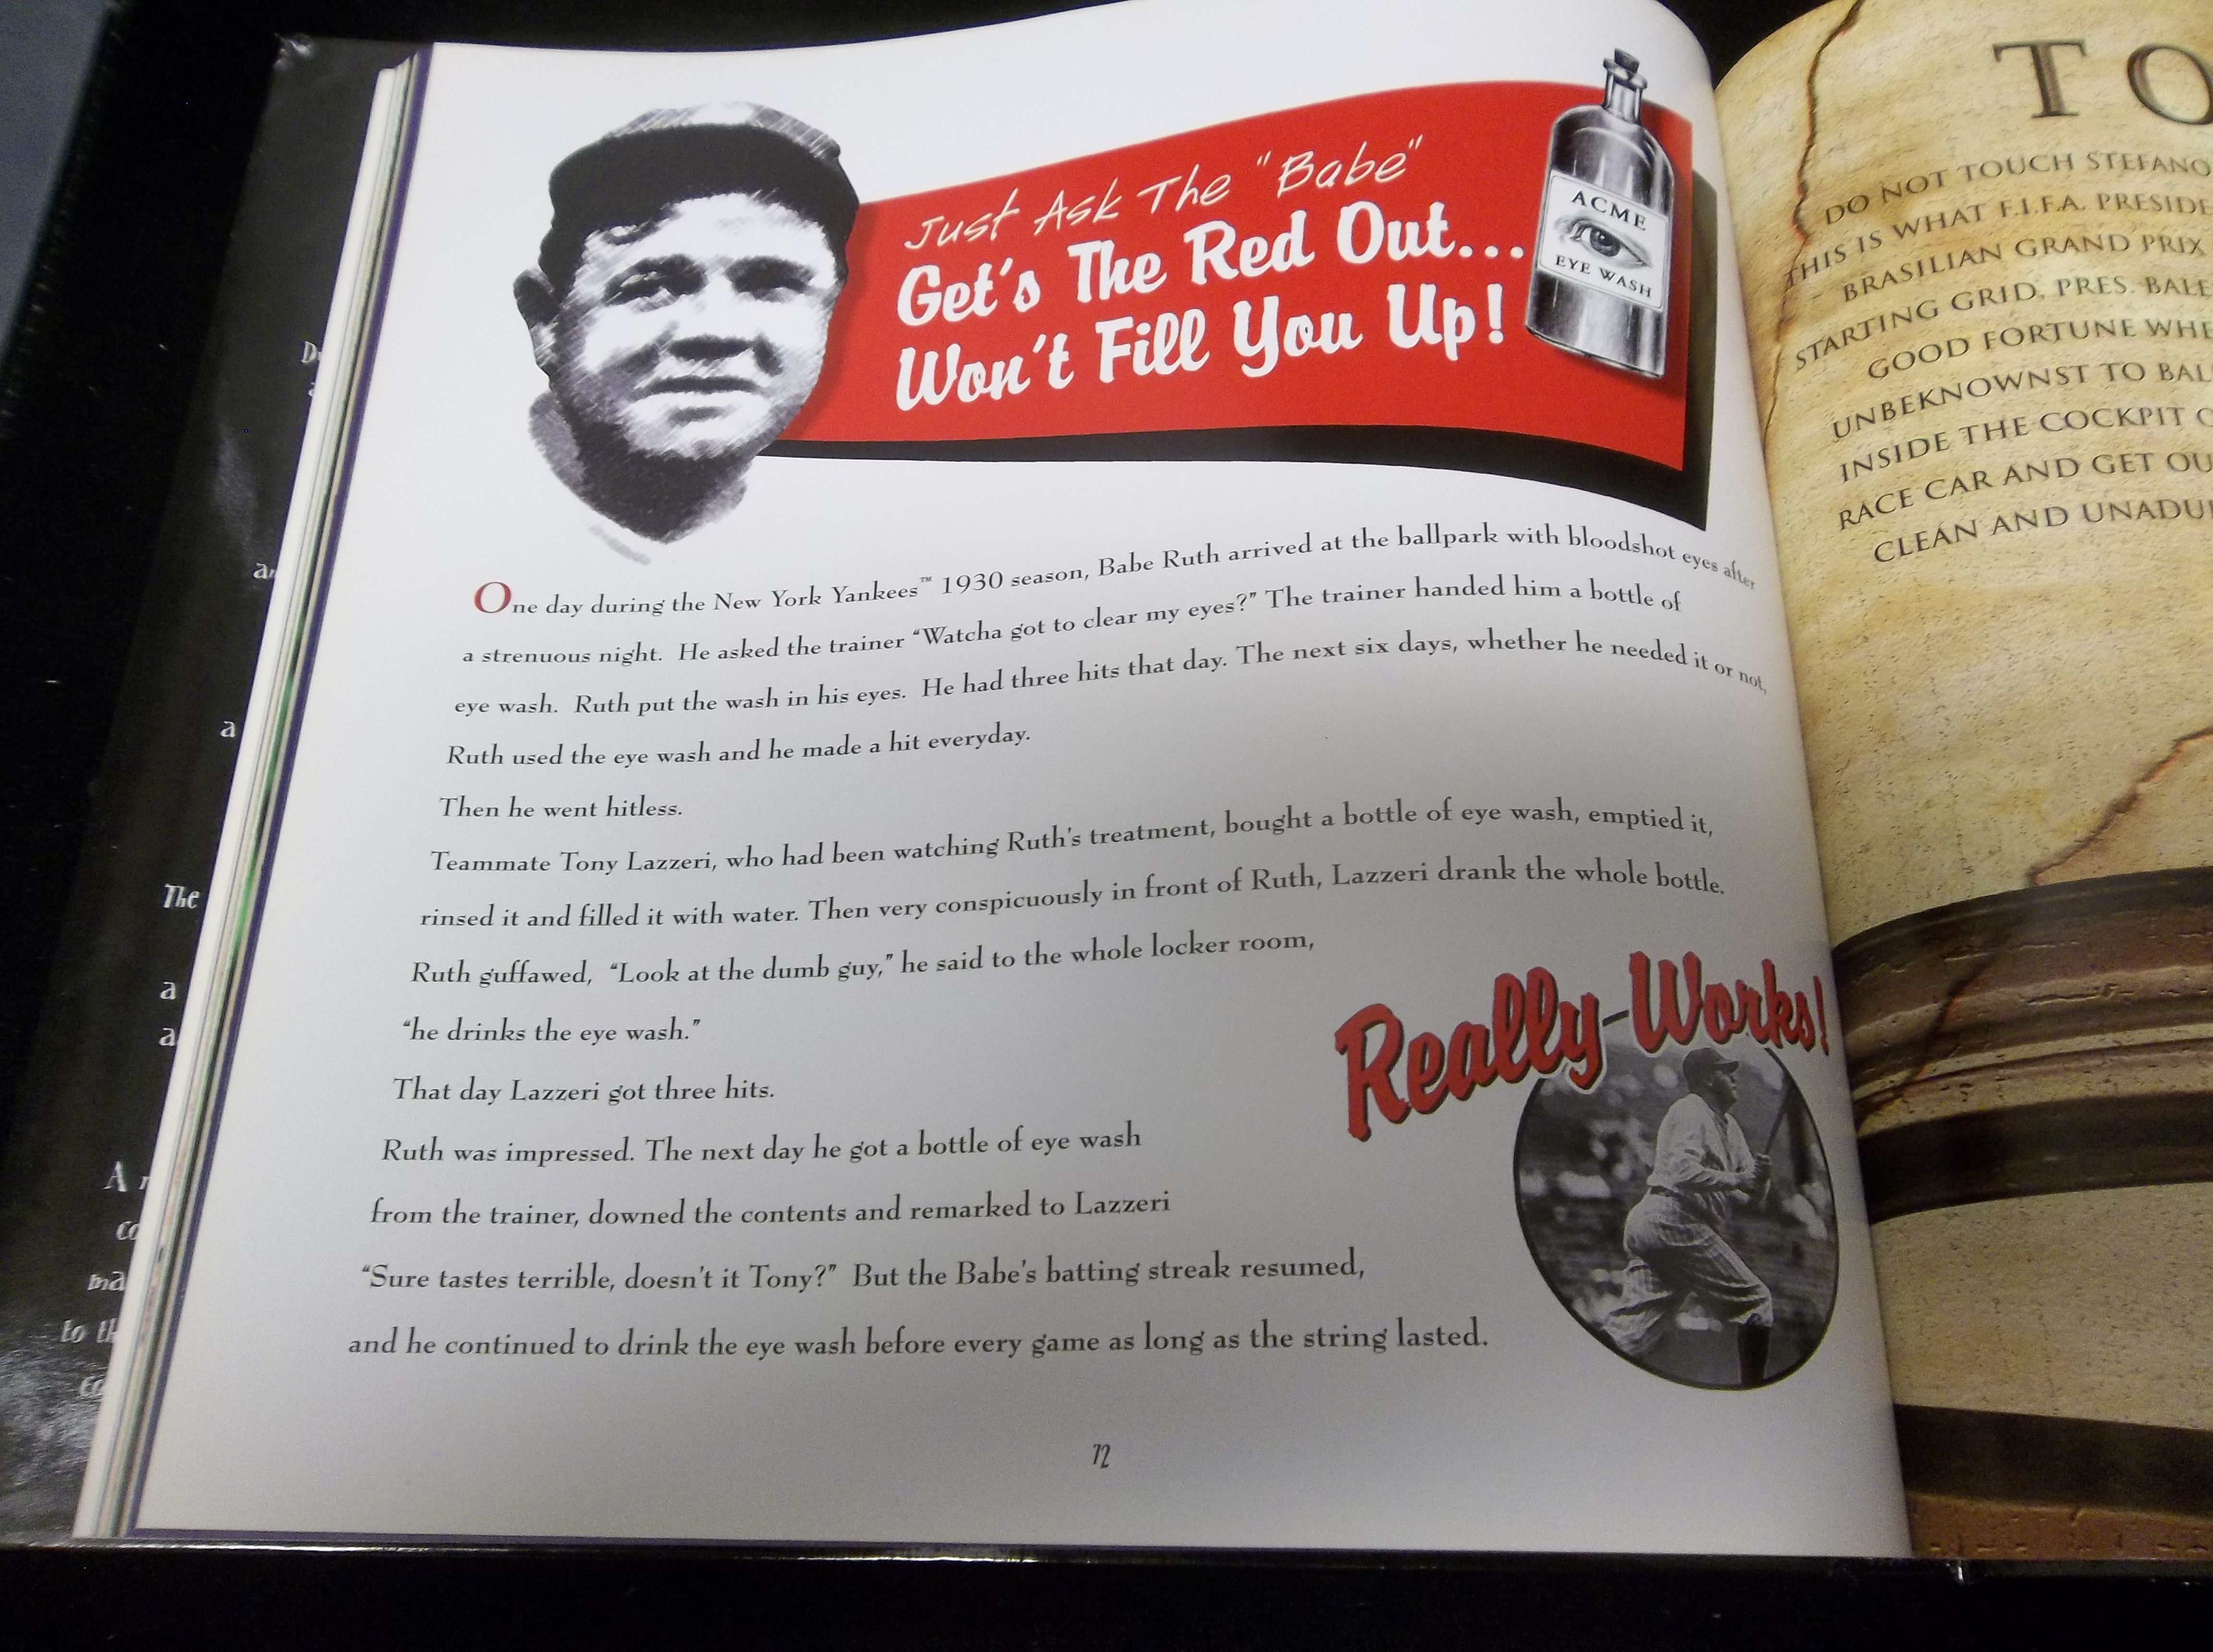 Just Ask The "Babe"
Get's The Red Out...
Won't Fill You Up!
ACME
EYE WASH
One day during the New York Yankees™ 1930 season, Babe Ruth arrived at the ballpark with bloodshot eyes after
a strenuous night. He asked the trainer “Watcha got to clear my eyes?” The trainer handed him a bottle of
eye wash. Ruth put the wash in his eyes. He had three hits that day. The next six days, whether he needed it or not,
Ruth used the eye wash and he made a hit everyday.
Then he went hitless.
Teammate Tony Lazzeri, who had been watching Ruth's treatment, bought a bottle of eye wash, emptied it,
rinsed it and filled it with water. Then very conspicuously in front of Ruth, Lazzeri drank the whole bottle.
Ruth guffawed, “Look at the dumb guy,” he said to the whole locker room,
“he drinks the eye wash.”
That day Lazzeri got three hits.
Ruth was impressed. The next day he got a bottle of eye wash
from the trainer, downed the contents and remarked to Lazzeri
“Sure tastes terrible, doesn't it Tony?” But the Babe's batting streak resumed,
and he continued to drink the eye wash before every game as long as the string lasted.
Really-Works!
72
TO
DO NOT TOUCH STEFANO
THIS IS WHAT F.I.F.A. PRESIDE
BRASILIAN GRAND PRIX
STARTING GRID, PRES. BALE
GOOD FORTUNE WHE
UNBEKNOWNST TO BAL
INSIDE THE COCKPIT O
RACE CAR AND GET OU
CLEAN AND UNADU
a
The
a
a
A
ma
to